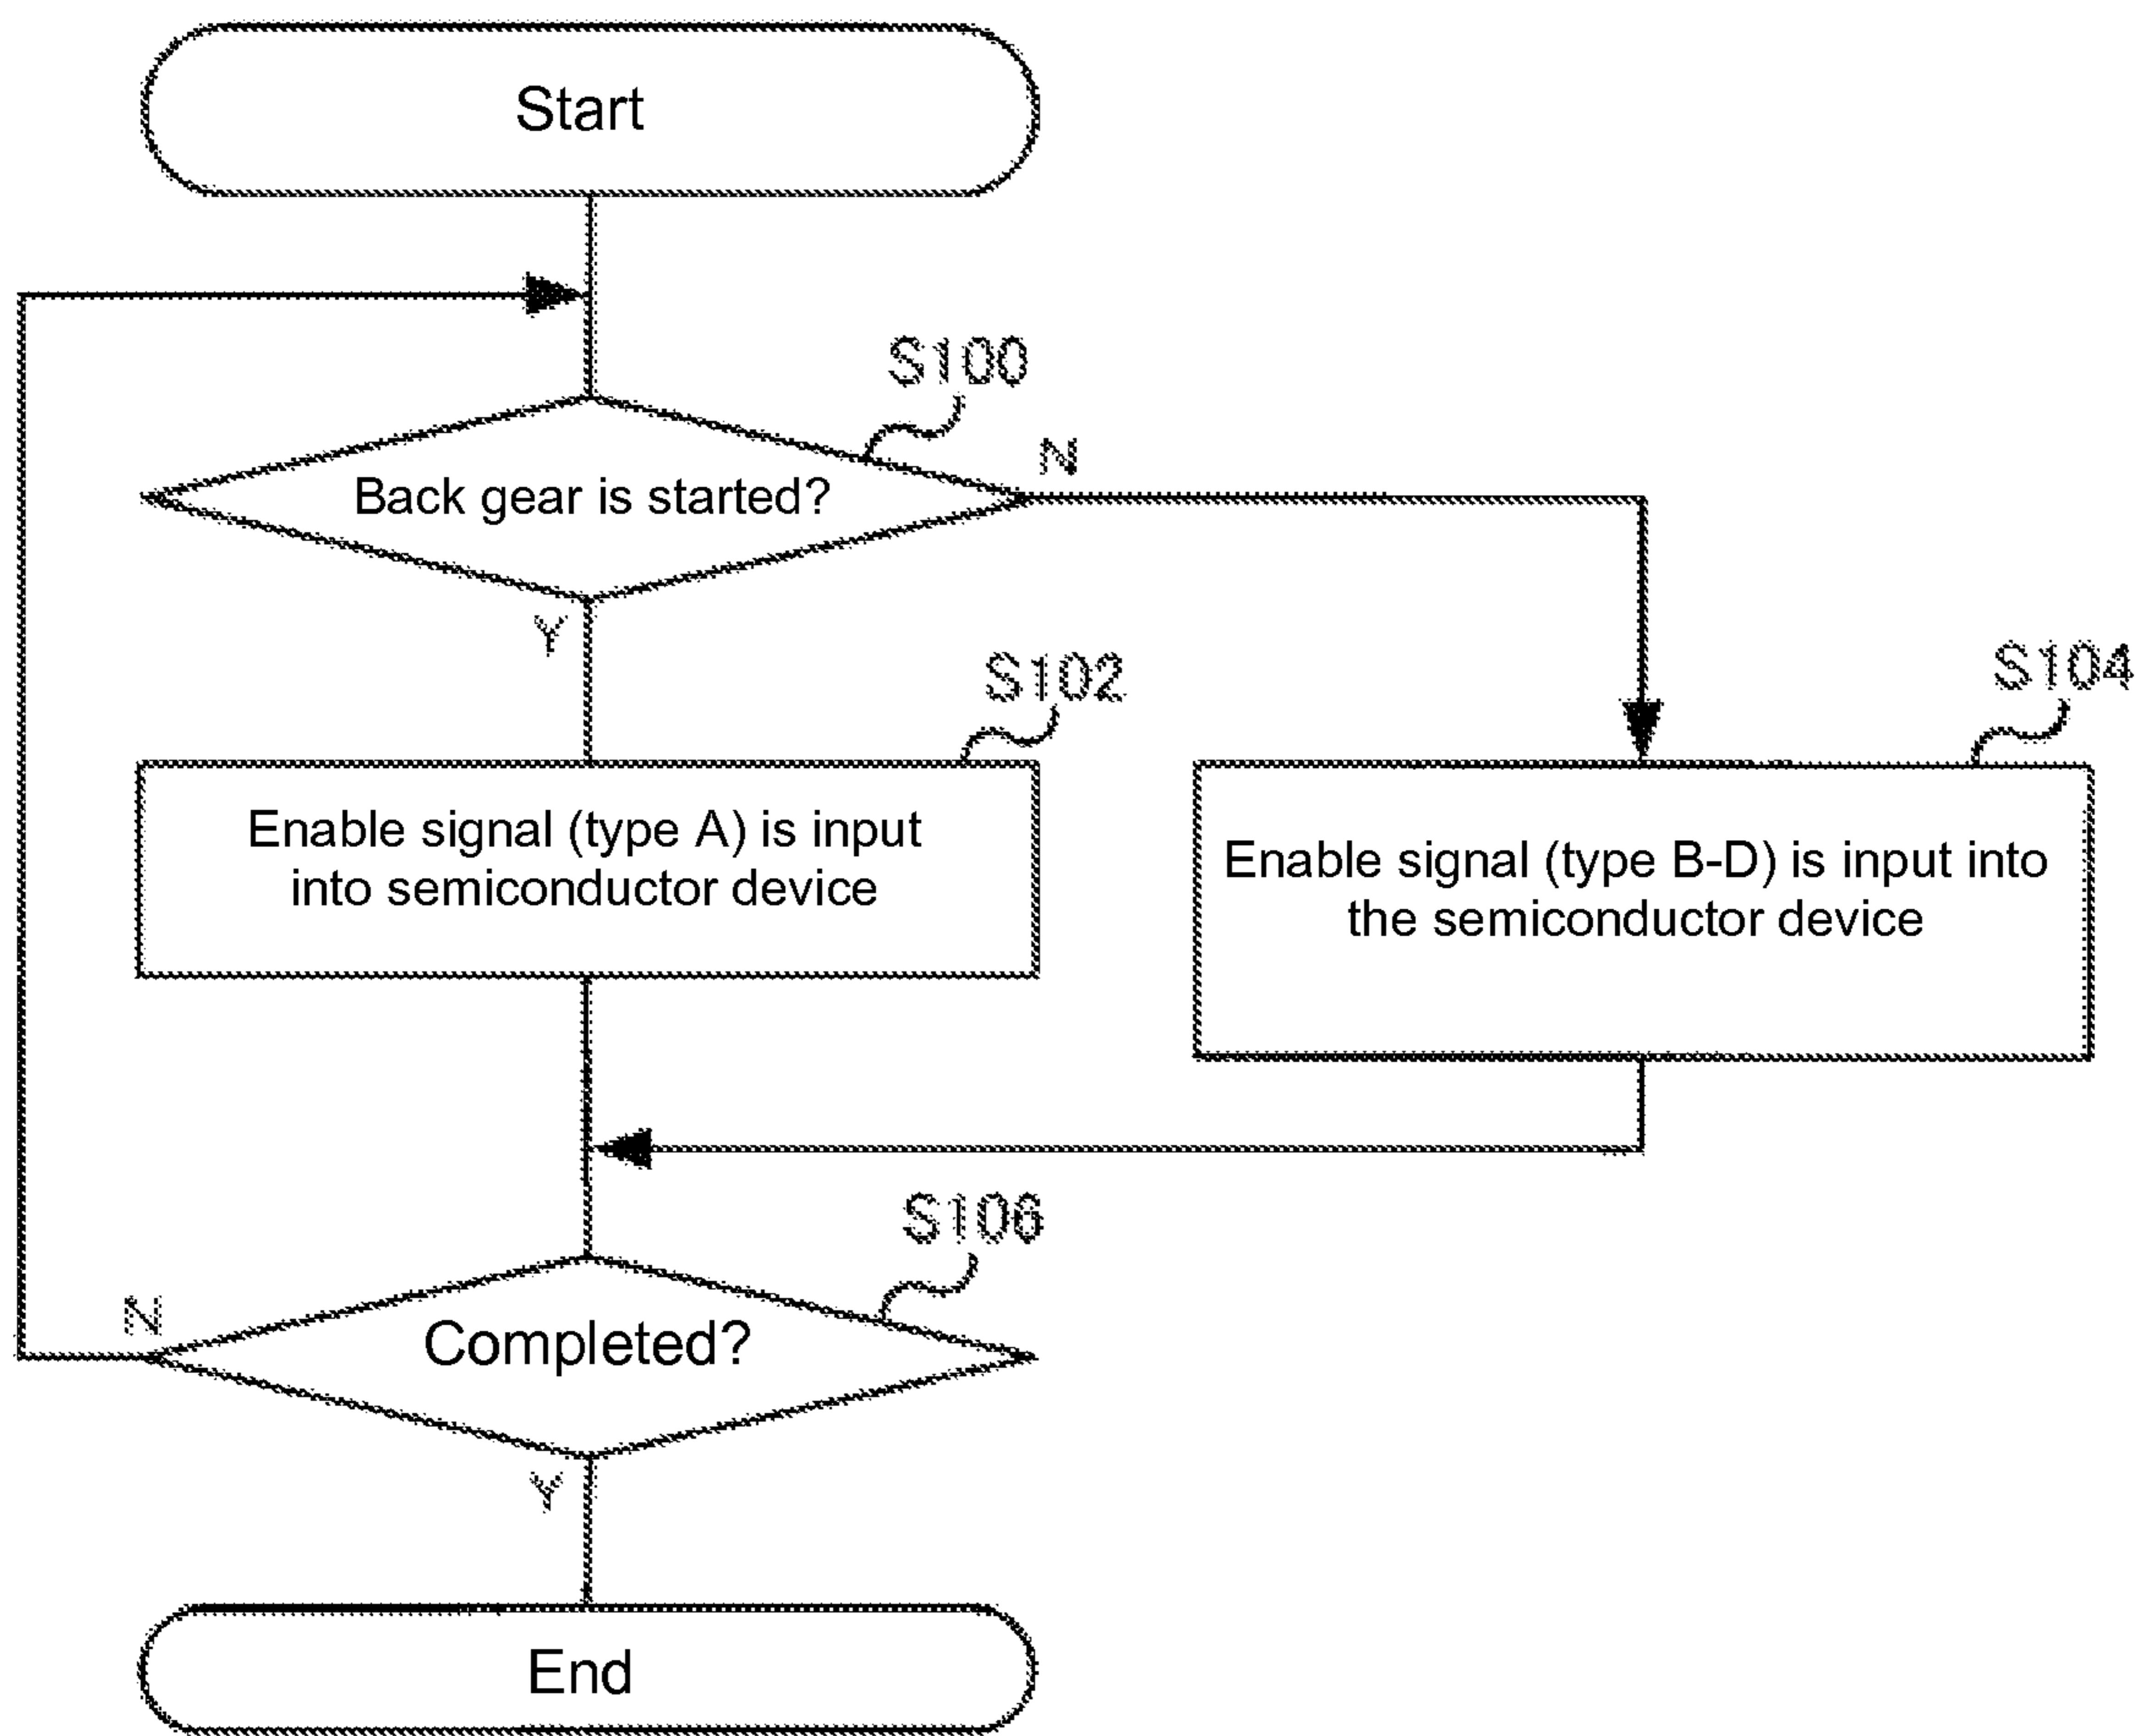 Start
S100
Back gear is started?
N
Y
S102
S104
Enable signal (type A) is input
into semiconductor device
Enable signal (type B-D) is input into
the semiconductor device
S106
N
Completed?
Y
End